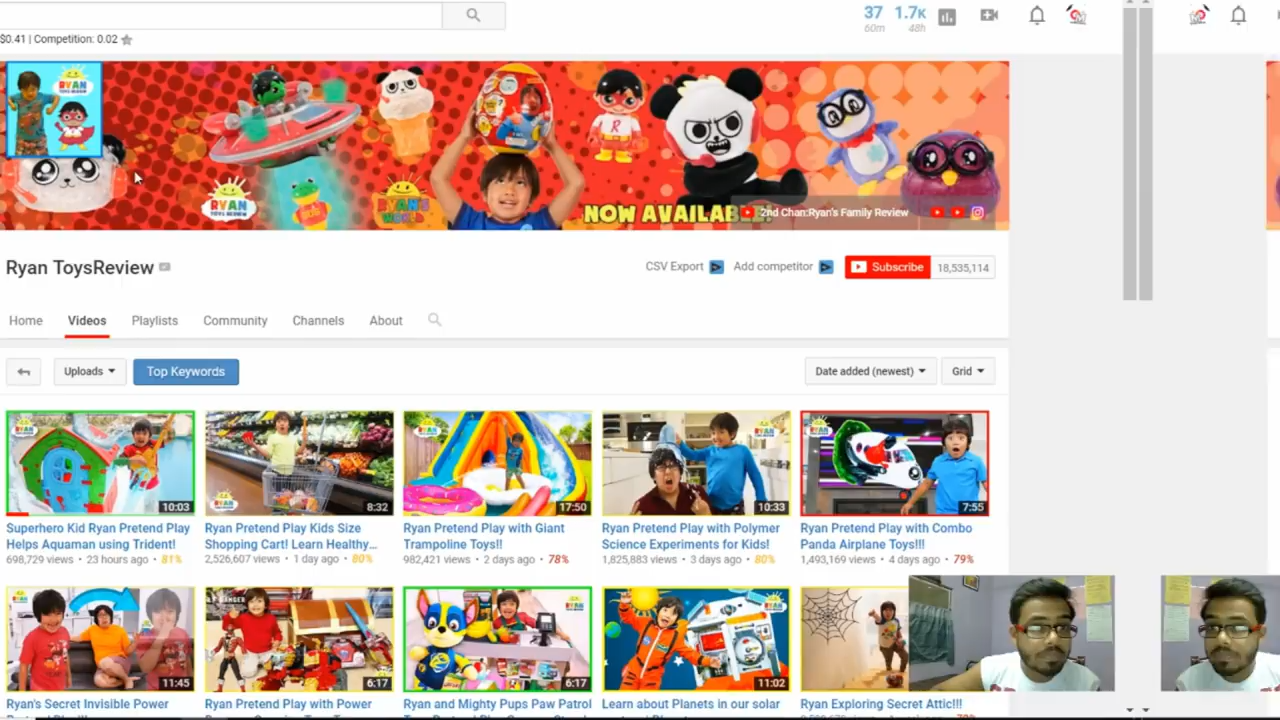 37 1.7K
60m 48h
$0.41 | Competition: 0.02
RYAN
TOYS REVIEW
RYAN
TOYS REVIEW
RYAN'S
WORLD
R
NOW AVAILAB
2nd Chan:Ryan's Family Review
Ryan ToysReview
CSV Export Add competitor Subscribe 18,535,114
Home Videos Playlists Community Channels About
Uploads Top Keywords Date added (newest) Grid
10:03 8:32 17:50 10:33 7:55
Superhero Kid Ryan Pretend Play
Helps Aquaman using Trident!
698,729 views • 23 hours ago • 81%
Ryan Pretend Play Kids Size
Shopping Cart! Learn Healthy...
2,526,607 views • 1 day ago • 80%
Ryan Pretend Play with Giant
Trampoline Toys!!
982,421 views • 2 days ago • 78%
Ryan Pretend Play with Polymer
Science Experiments for Kids!
1,825,883 views • 3 days ago • 80%
Ryan Pretend Play with Combo
Panda Airplane Toys!!!
1,493,169 views • 4 days ago • 79%
11:45 6:17 6:17 11:02
Ryan's Secret Invisible Power
Ryan Pretend Play with Power
Ryan and Mighty Pups Paw Patrol
Learn about Planets in our solar
Ryan Exploring Secret Attic!!!